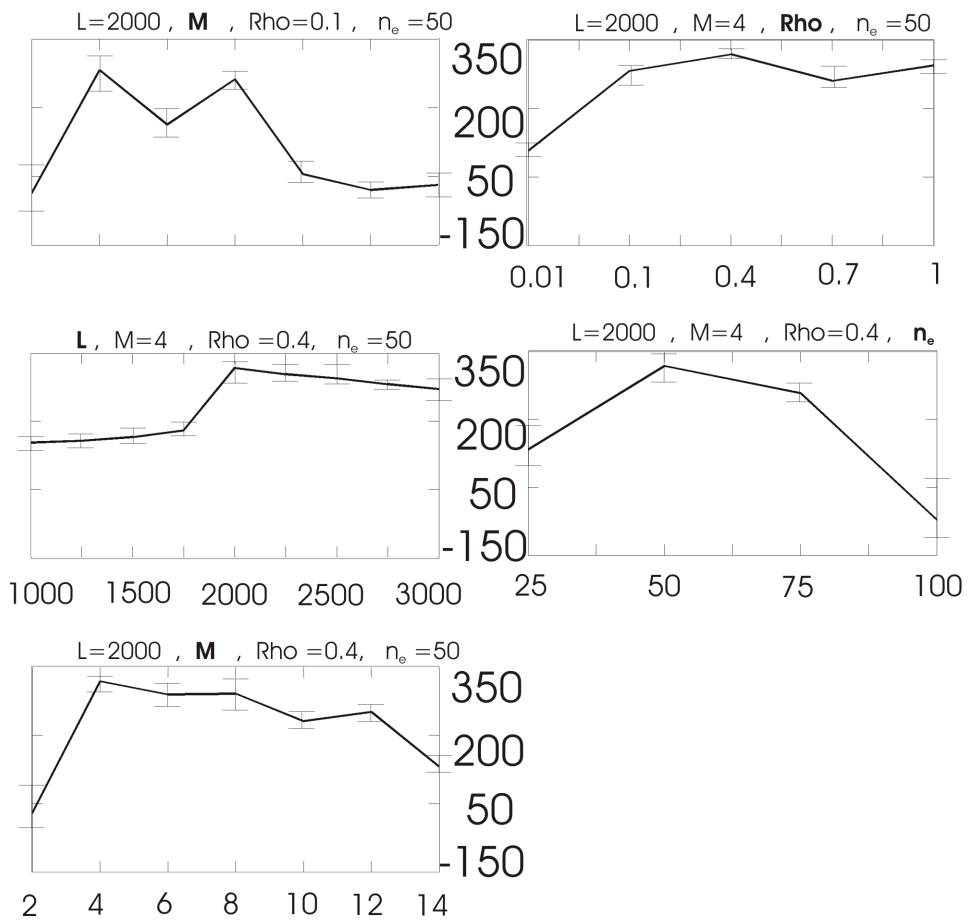 L=2000 , M , Rho=0.1 , nₑ=50
350
200
50
-150
L=2000 , M=4 , Rho , nₑ=50
0.01 0.1 0.4 0.7 1
L , M=4 , Rho =0.4, nₑ=50
350
200
50
-150
1000 1500 2000 2500 3000
L=2000 , M=4 , Rho=0.4 , nₑ
25 50 75 100
L=2000 , M , Rho =0.4, nₑ=50
350
200
50
-150
2 4 6 8 10 12 14